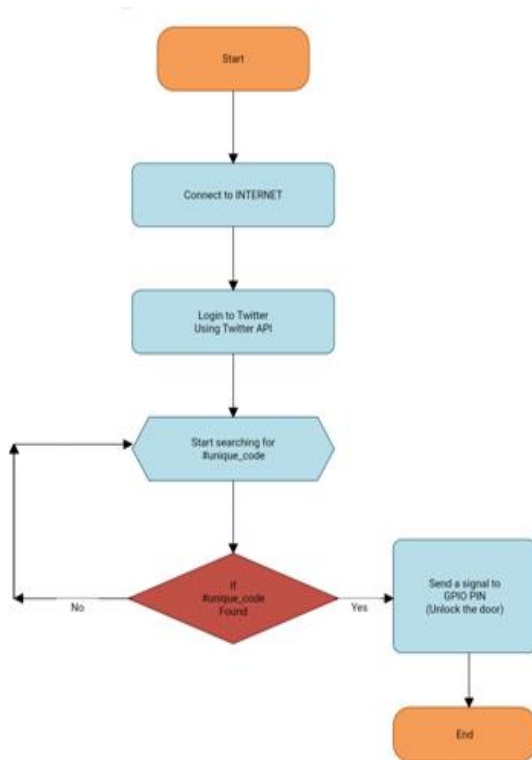 Start
Connect to INTERNET
Login to Twitter
Using Twitter API
Start searching for
#unique_code
If
#unique_code
Found
No
Yes
Send a signal to
GPIO PIN
(Unlock the door)
End